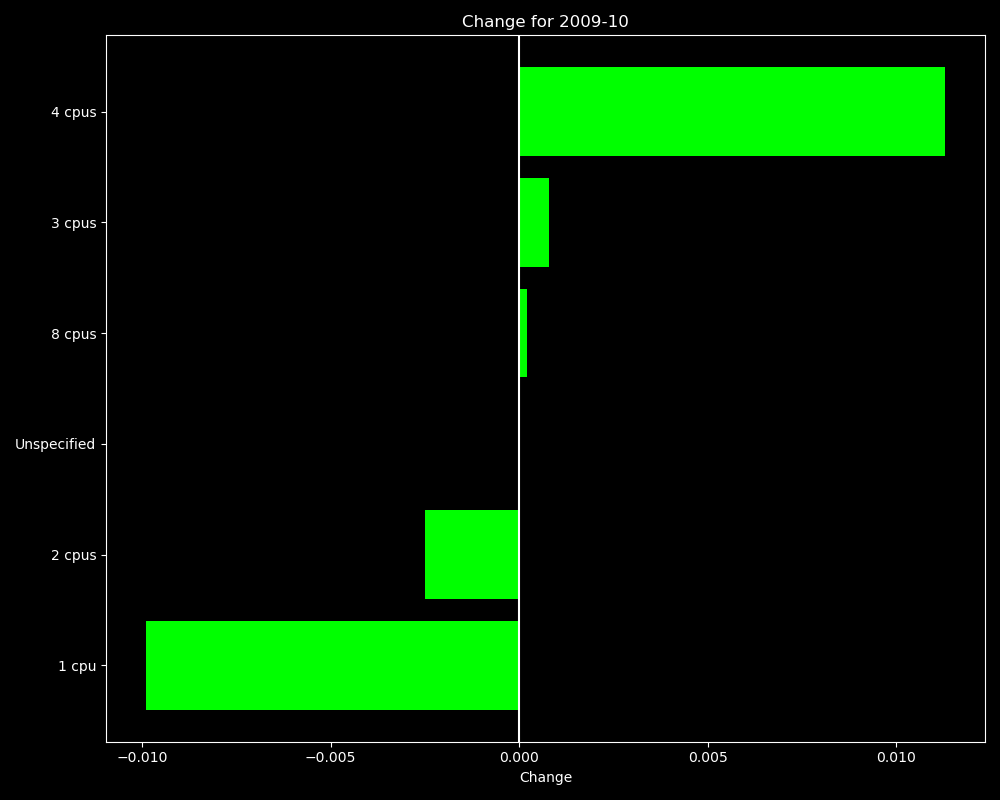 Change for 2009-10
4 cpus
3 cpus
8 cpus
Unspecified
2 cpus
1 cpu
−0.010
−0.005
0.000
0.005
0.010
Change